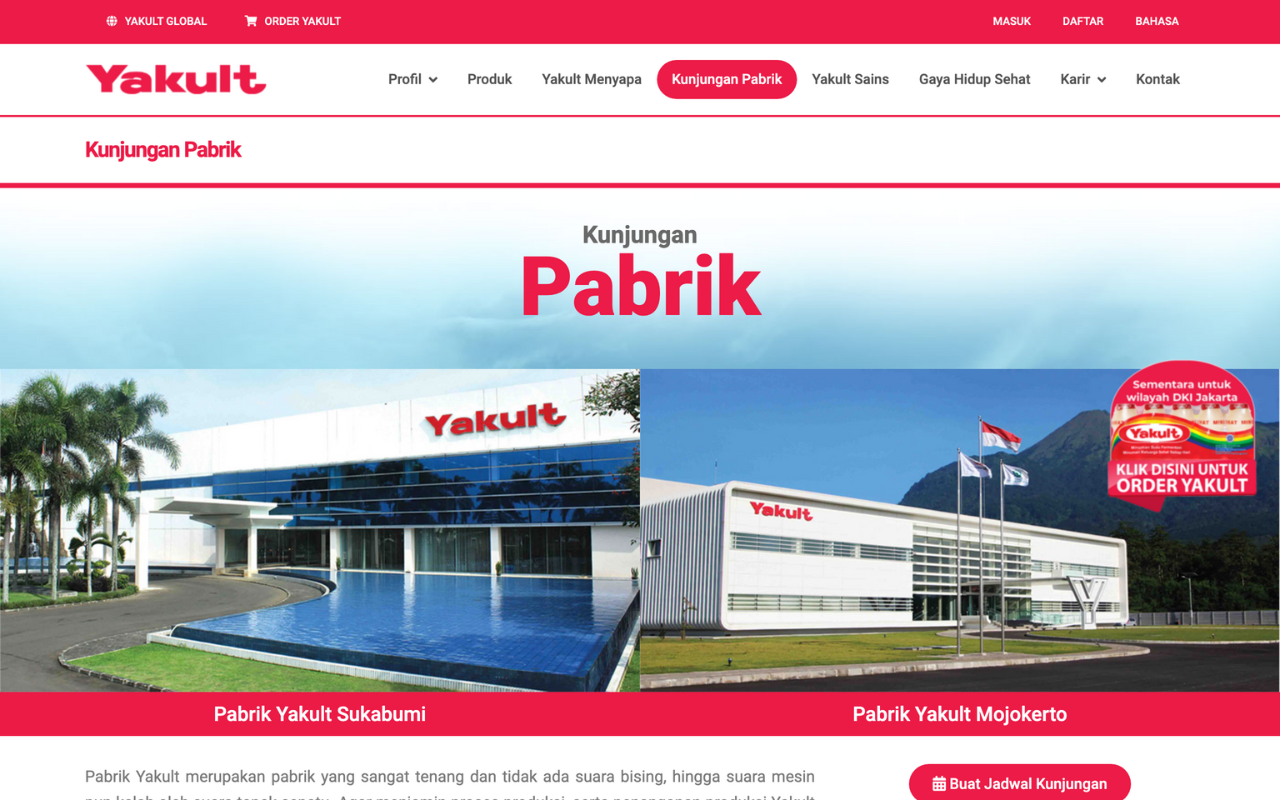 YAKULT GLOBAL
ORDER YAKULT
MASUK
DAFTAR
BAHASA
Yakult
Profil
Produk
Yakult Menyapa
Kunjungan Pabrik
Yakult Sains
Gaya Hidup Sehat
Karir
Kontak
Kunjungan Pabrik
Kunjungan
Pabrik
Yakult
Yakult
Sementara untuk
wilayah DKI Jakarta
Yakult
KLIK DISINI UNTUK
ORDER YAKULT
Pabrik Yakult Sukabumi
Pabrik Yakult Mojokerto
Pabrik Yakult merupakan pabrik yang sangat tenang dan tidak ada suara bising, hingga suara mesin
Buat Jadwal Kunjungan